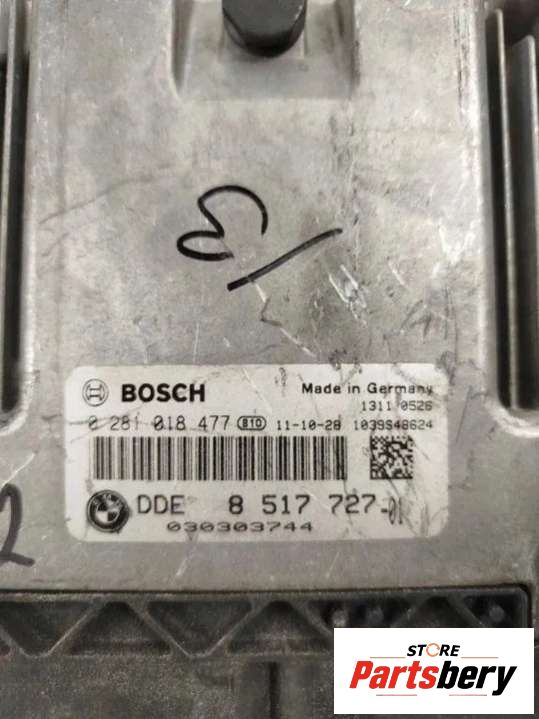 BOSCH Made in Germany
1311 0526
0 281 018 477 B10 11-10-28 1039S48624
DDE 8 517 727-01
030303744
2
STORE
Partsbery